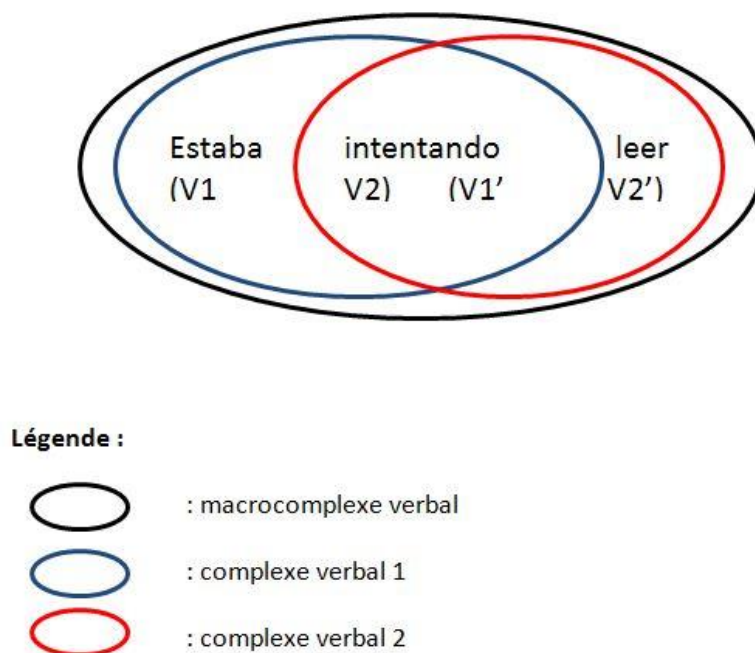 Estaba intentando leer
(V1 V2) (V1’ V2’)
Légende :
: macrocomplexe verbal
: complexe verbal 1
: complexe verbal 2